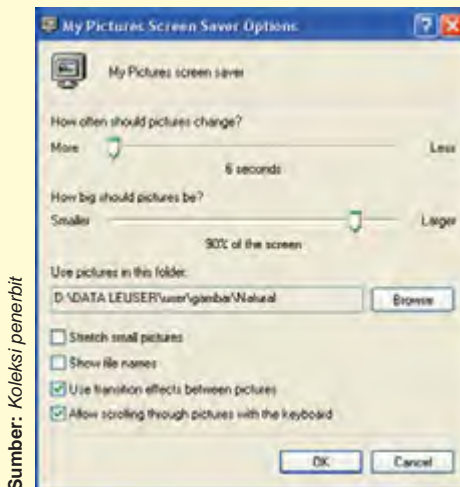 My Pictures Screen Saver Options
My Pictures screen saver
How often should pictures change?
More Less
6 seconds
How big should pictures be?
Smaller Larger
90% of the screen
Use pictures in this folder:
D:\DATA LEUSER\user\gambar\Natural Browse
Stretch small pictures
Show file names
Use transition effects between pictures
Allow scrolling through pictures with the keyboard
OK Cancel
Sumber: Koleksi penerbit